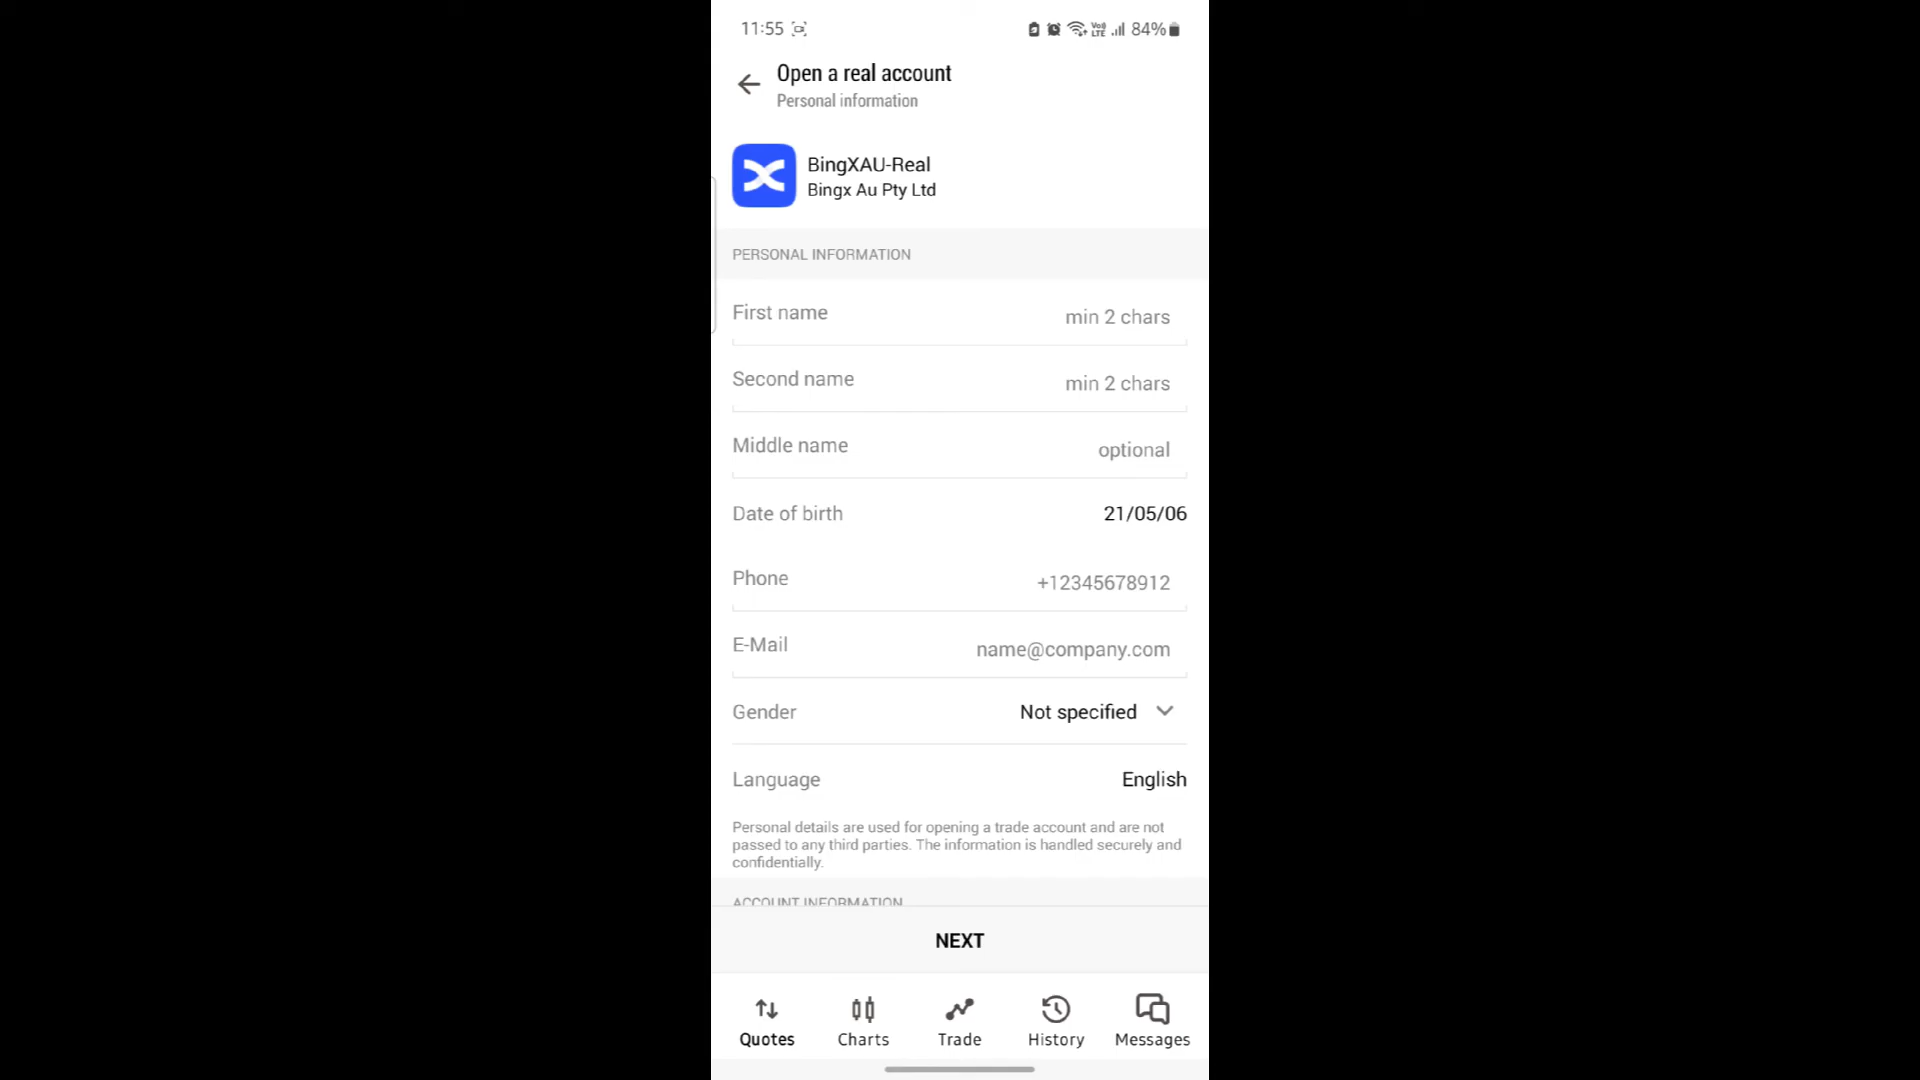 11:55 84%
Open a real account
Personal information
BingXAU-Real
Bingx Au Pty Ltd
PERSONAL INFORMATION
First name min 2 chars
Second name min 2 chars
Middle name optional
Date of birth 21/05/06
Phone +12345678912
E-Mail name@company.com
Gender Not specified
Language English
Personal details are used for opening a trade account and are not
passed to any third parties. The information is handled securely and
confidentially.
ACCOUNT INFORMATION
NEXT
Quotes Charts Trade History Messages